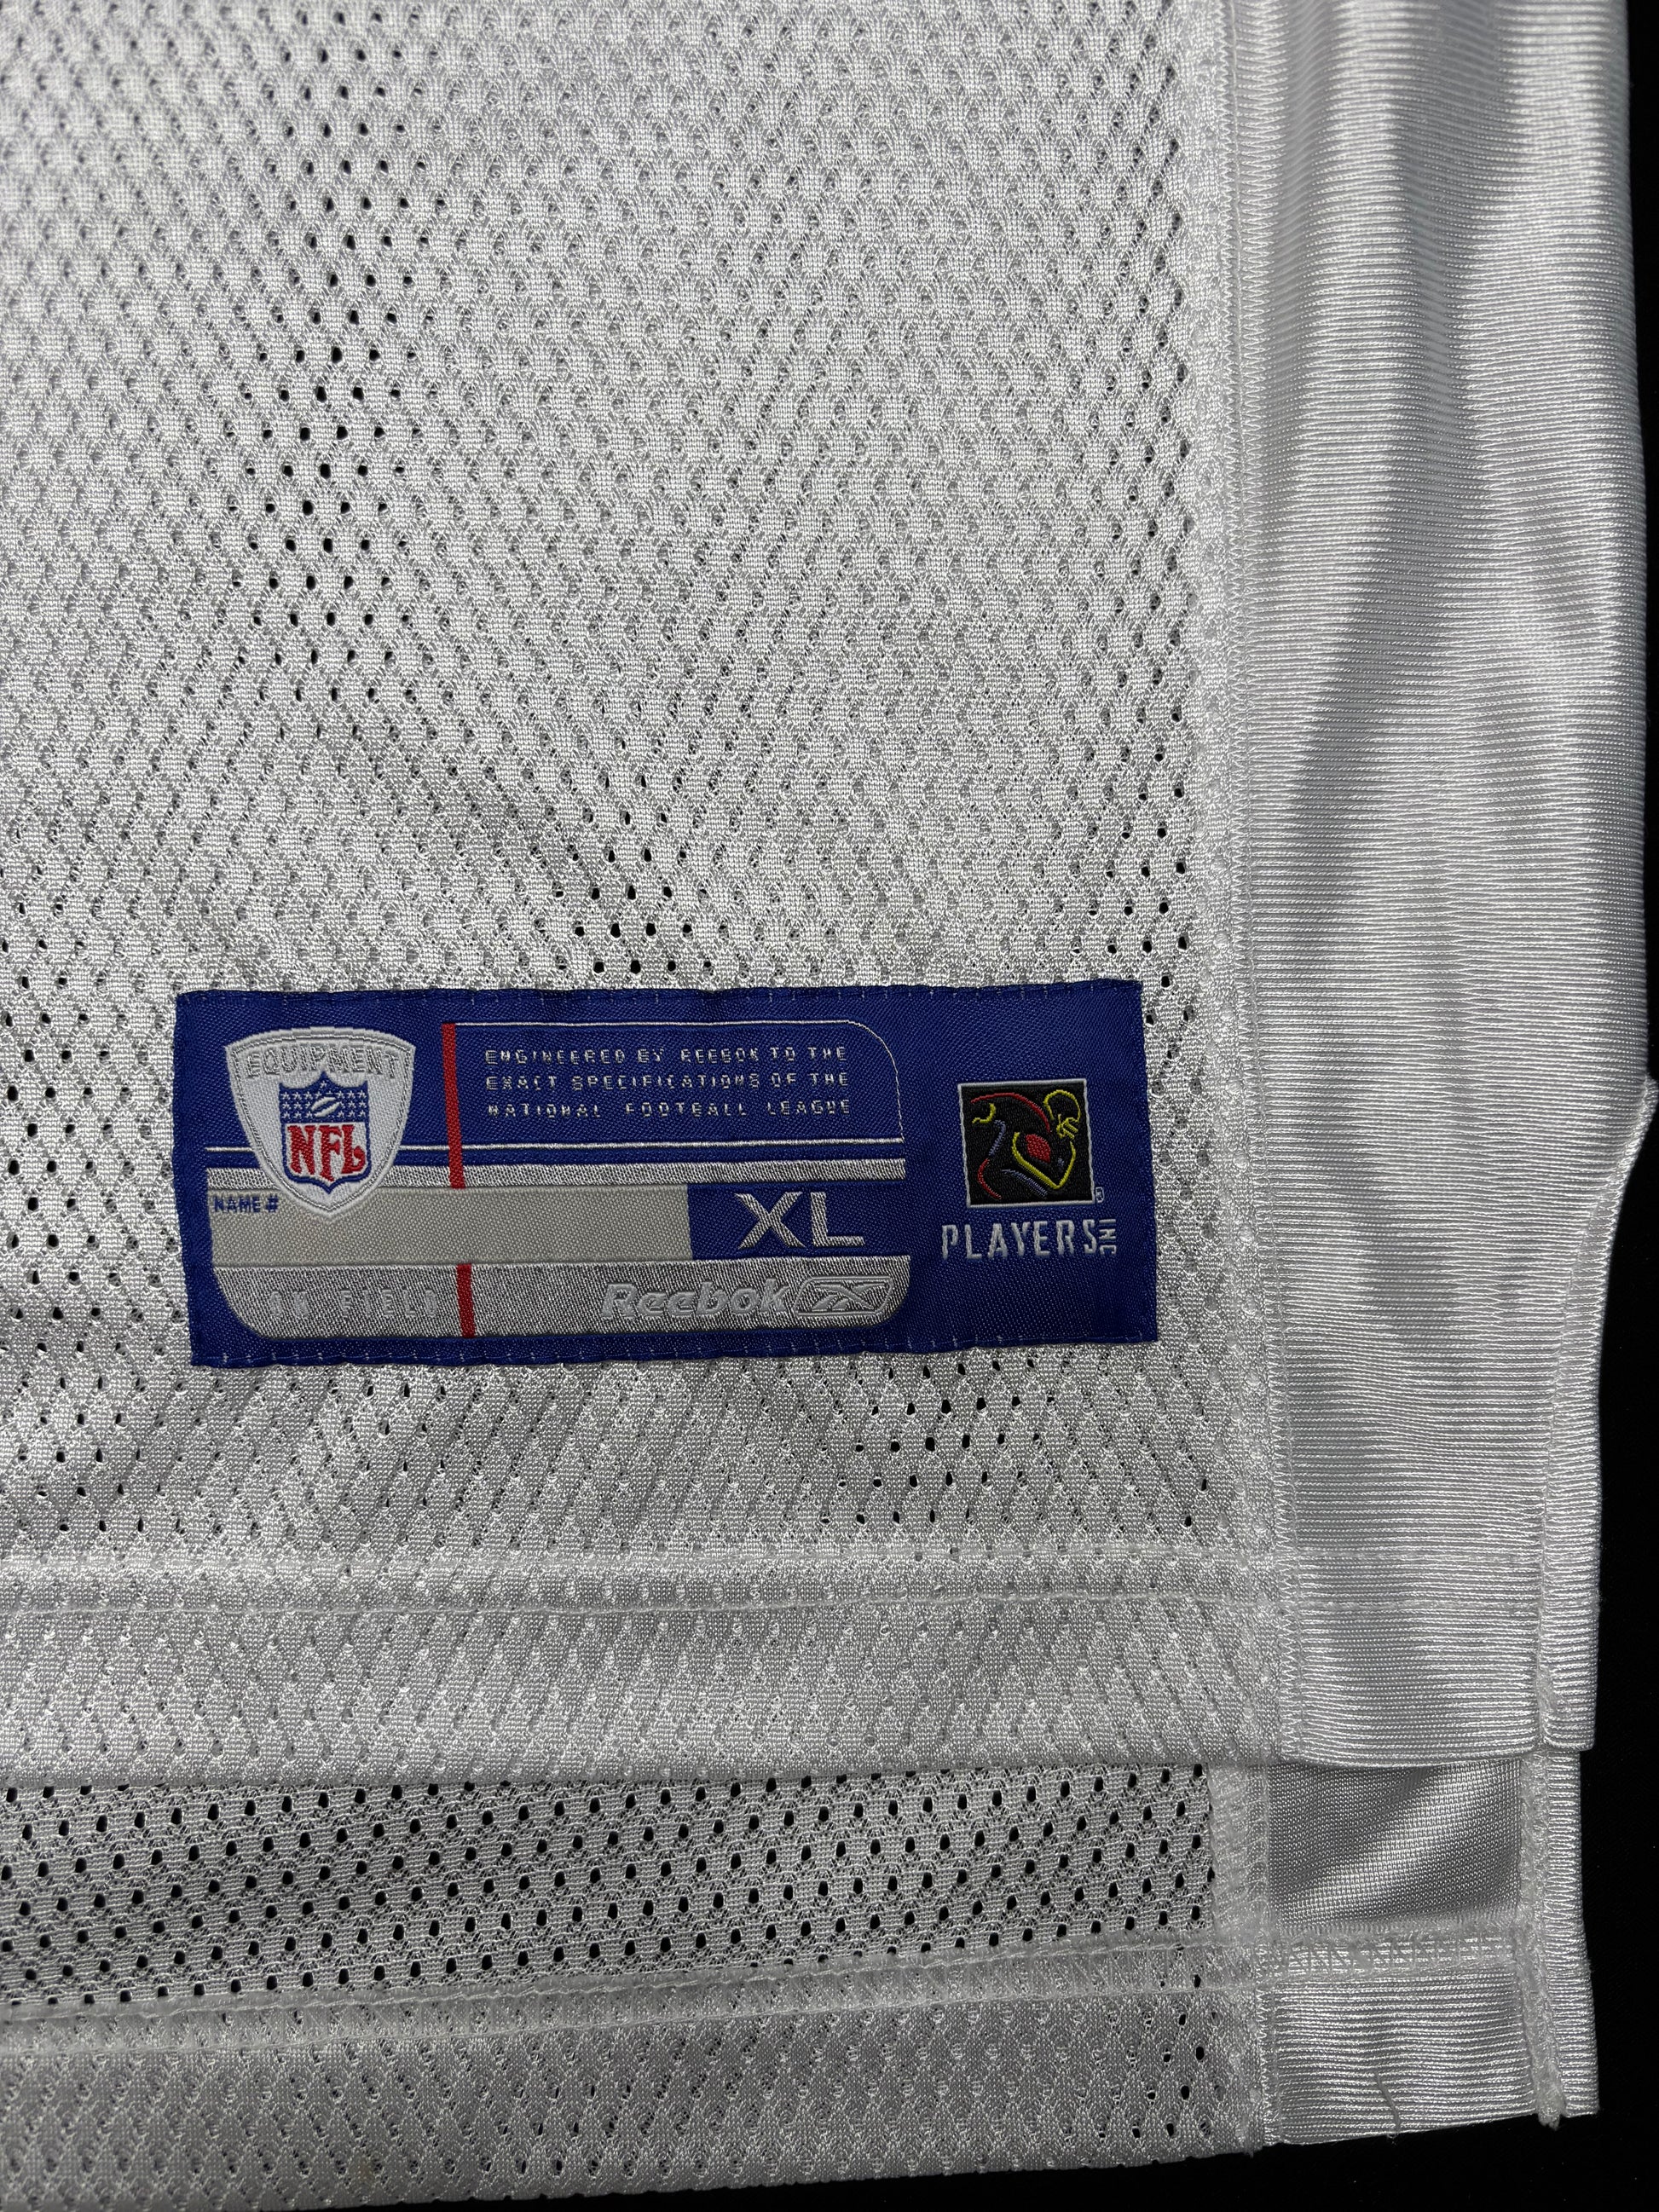 EQUIPMENT
NFL
ENGINEERED BY REEBOK TO THE
EXACT SPECIFICATIONS OF THE
NATIONAL FOOTBALL LEAGUE
NAME #
XL
ON FIELD
Reebok
PLAYERS INC
®